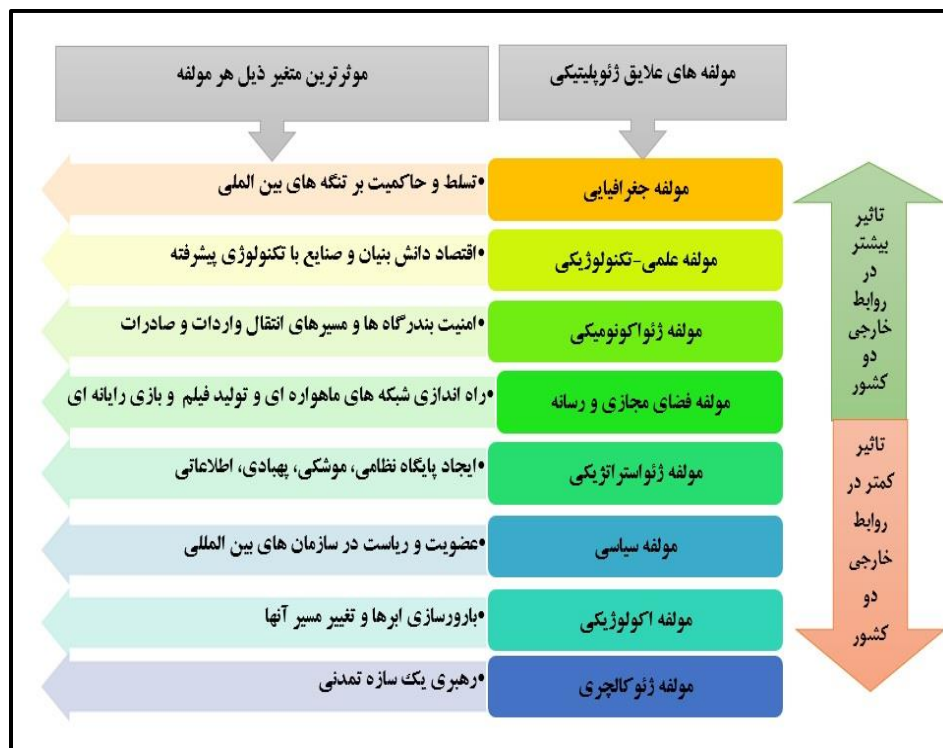 مولفه های علایق ژئوپلیتیکی
موثرترین متغیر ذیل هر مولفه
تاثیر
بیشتر
در
روابط
خارجی
دو
کشور
تاثیر
کمتر در
روابط
خارجی
دو
کشور
مولفه جغرافیایی
•تسلط و حاکمیت بر تنگه های بین الملی
مولفه علمی-تکنولوژیکی
•اقتصاد دانش بنیان و صنایع با تکنولوژی پیشرفته
مولفه ژئواکونومیکی
•امنیت بندرگاه ها و مسیرهای انتقال واردات و صادرات
مولفه فضای مجازی و رسانه
•راه اندازی شبکه های ماهواره ای و تولید فیلم و بازی رایانه ای
مولفه ژئواستراتژیکی
•ایجاد پایگاه نظامی، موشکی، پهبادی، اطلاعاتی
مولفه سیاسی
•عضویت و ریاست در سازمان های بین المللی
مولفه اکولوژیکی
•بارورسازی ابرها و تغییر مسیر آنها
مولفه ژئوکالچری
•رهبری یک سازه تمدنی